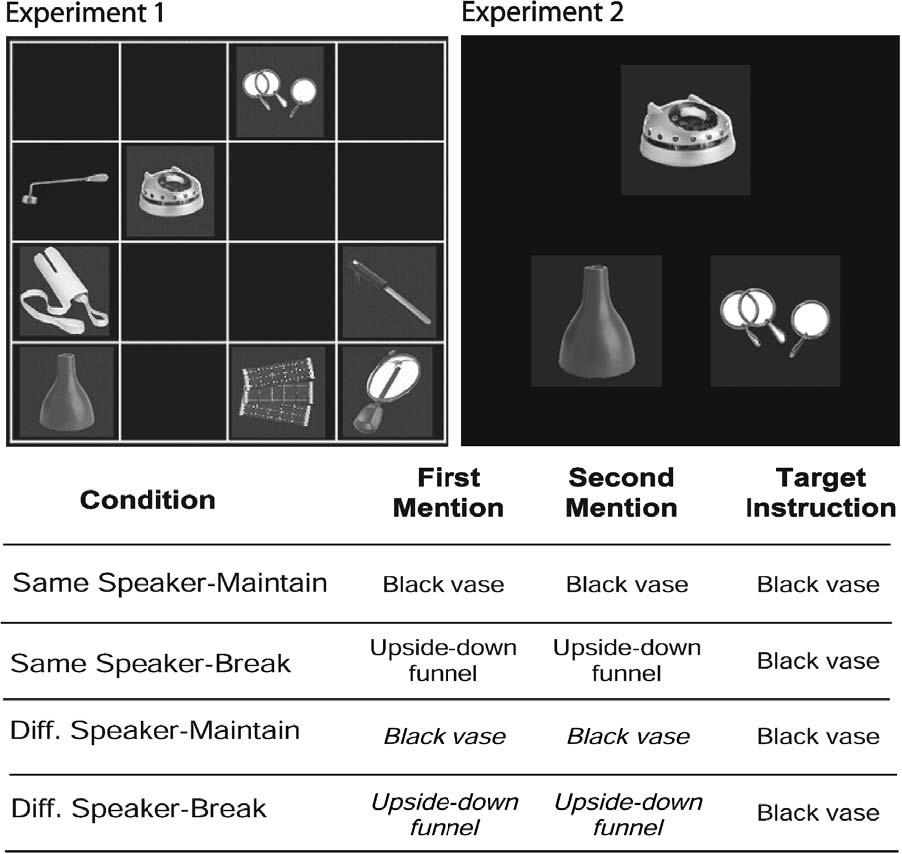 Experiment 1
Experiment 2
Condition
First Mention
Second Mention
Target Instruction
Same Speaker-Maintain
Black vase
Black vase
Black vase
Same Speaker-Break
Upside-down funnel
Upside-down funnel
Black vase
Diff. Speaker-Maintain
Black vase
Black vase
Black vase
Diff. Speaker-Break
Upside-down funnel
Upside-down funnel
Black vase